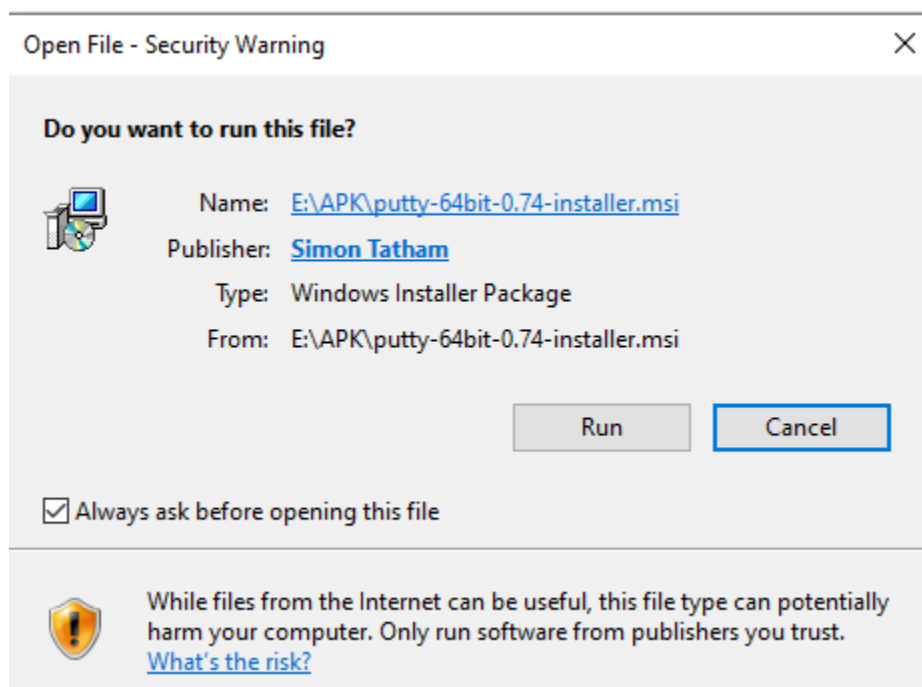 Open File - Security Warning
Do you want to run this file?
Name: E:\APK\putty-64bit-0.74-installer.msi
Publisher: Simon Tatham
Type: Windows Installer Package
From: E:\APK\putty-64bit-0.74-installer.msi
Run Cancel
Always ask before opening this file
While files from the Internet can be useful, this file type can potentially
harm your computer. Only run software from publishers you trust.
What's the risk?